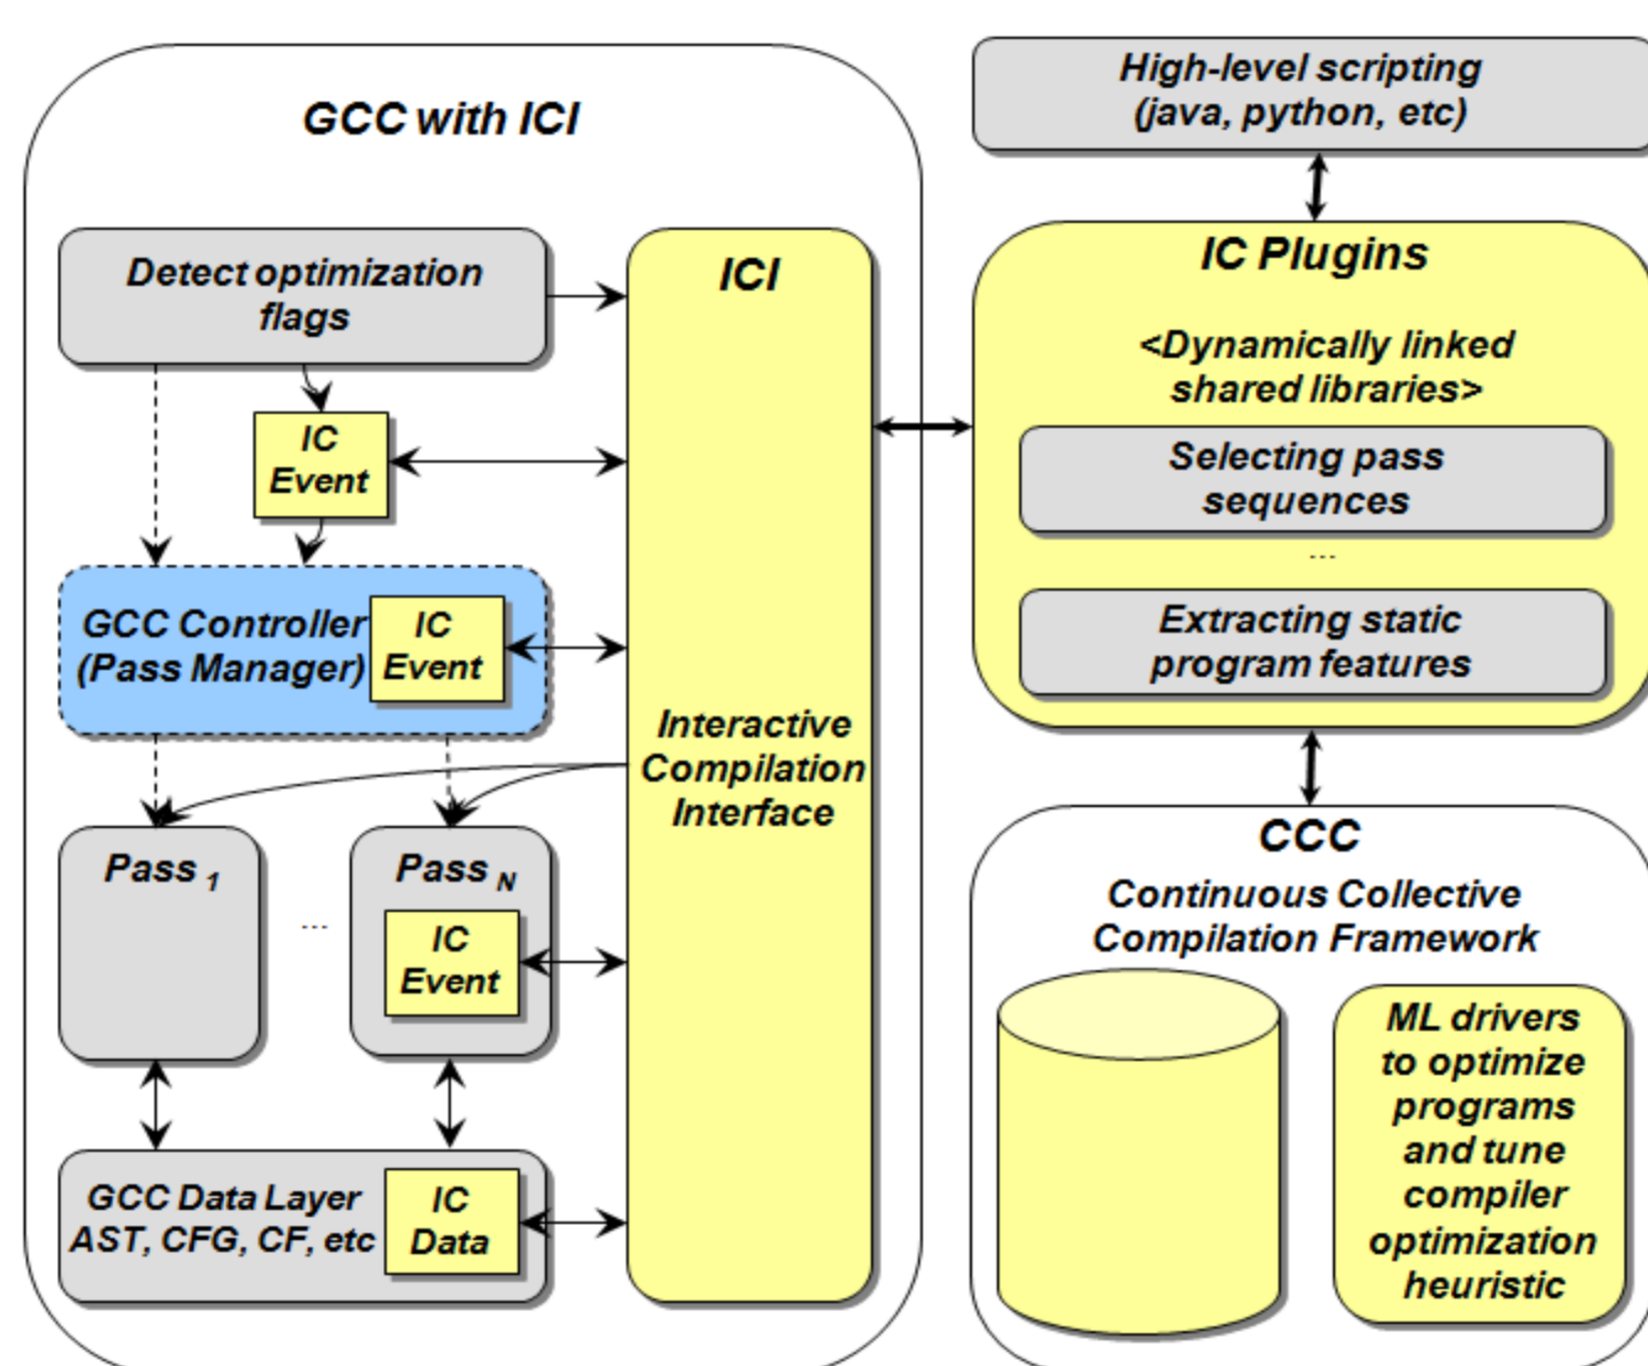 GCC with ICI
Detect optimization
flags
IC
Event
GCC Controller
(Pass Manager)
IC
Event
Pass 1
...
Pass N
IC
Event
GCC Data Layer
AST, CFG, CF, etc
IC
Data
ICI
Interactive
Compilation
Interface
High-level scripting
(java, python, etc)
IC Plugins
<Dynamically linked
shared libraries>
Selecting pass
sequences
...
Extracting static
program features
CCC
Continuous Collective
Compilation Framework
ML drivers
to optimize
programs
and tune
compiler
optimization
heuristic